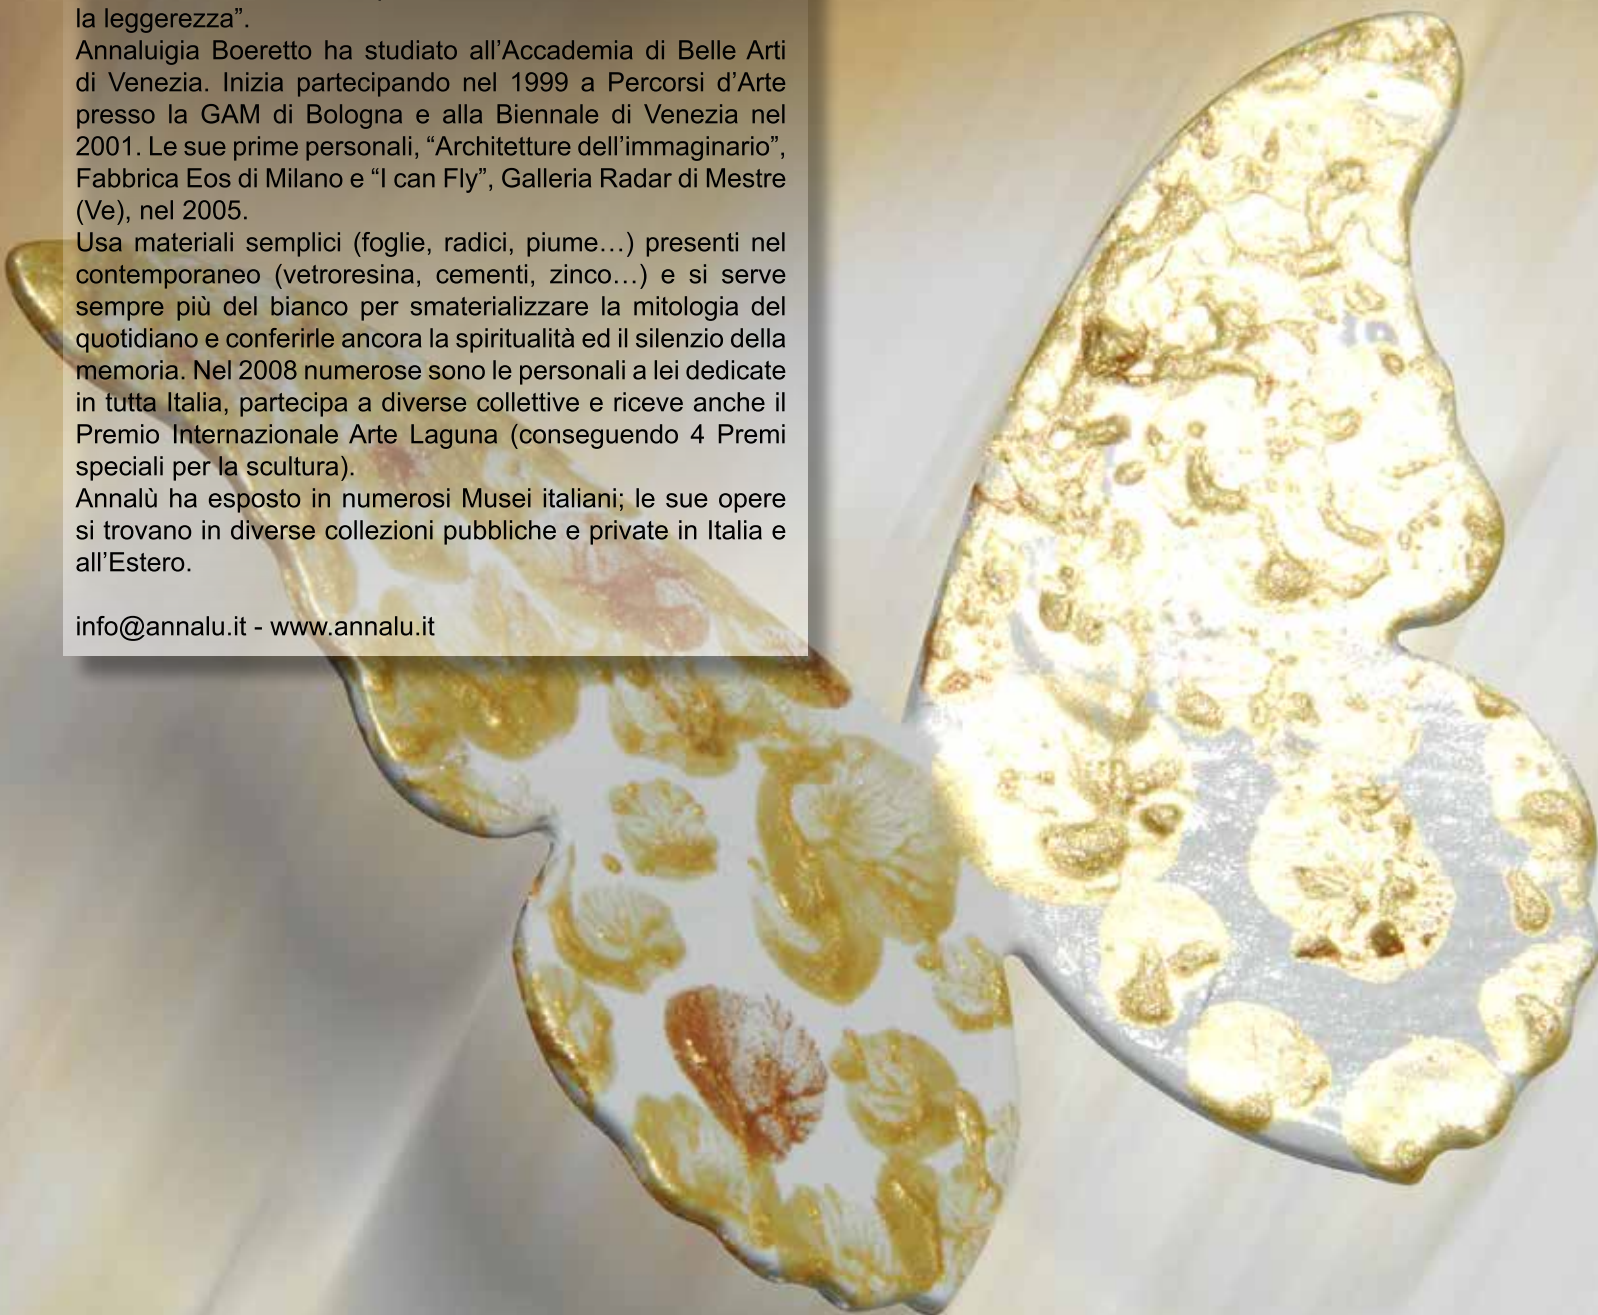 la leggerezza”.
Annaluigia Boeretto ha studiato all’Accademia di Belle Arti
di Venezia. Inizia partecipando nel 1999 a Percorsi d’Arte
presso la GAM di Bologna e alla Biennale di Venezia nel
2001. Le sue prime personali, “Architetture dell’immaginario”,
Fabbrica Eos di Milano e “I can Fly”, Galleria Radar di Mestre
(Ve), nel 2005.
Usa materiali semplici (foglie, radici, piume…) presenti nel
contemporaneo (vetroresina, cementi, zinco…) e si serve
sempre più del bianco per smaterializzare la mitologia del
quotidiano e conferirle ancora la spiritualità ed il silenzio della
memoria. Nel 2008 numerose sono le personali a lei dedicate
in tutta Italia, partecipa a diverse collettive e riceve anche il
Premio Internazionale Arte Laguna (conseguendo 4 Premi
speciali per la scultura).
Annalù ha esposto in numerosi Musei italiani; le sue opere
si trovano in diverse collezioni pubbliche e private in Italia e
all’Estero.
info@annalu.it - www.annalu.it